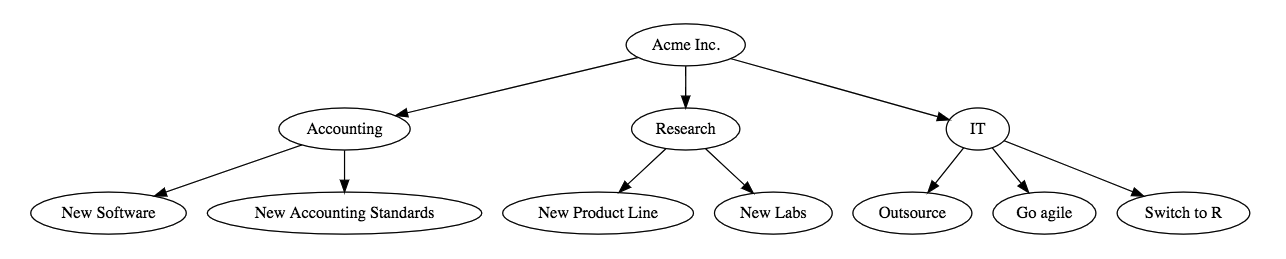 Acme Inc.
Accounting
Research
IT
New Software
New Accounting Standards
New Product Line
New Labs
Outsource
Go agile
Switch to R